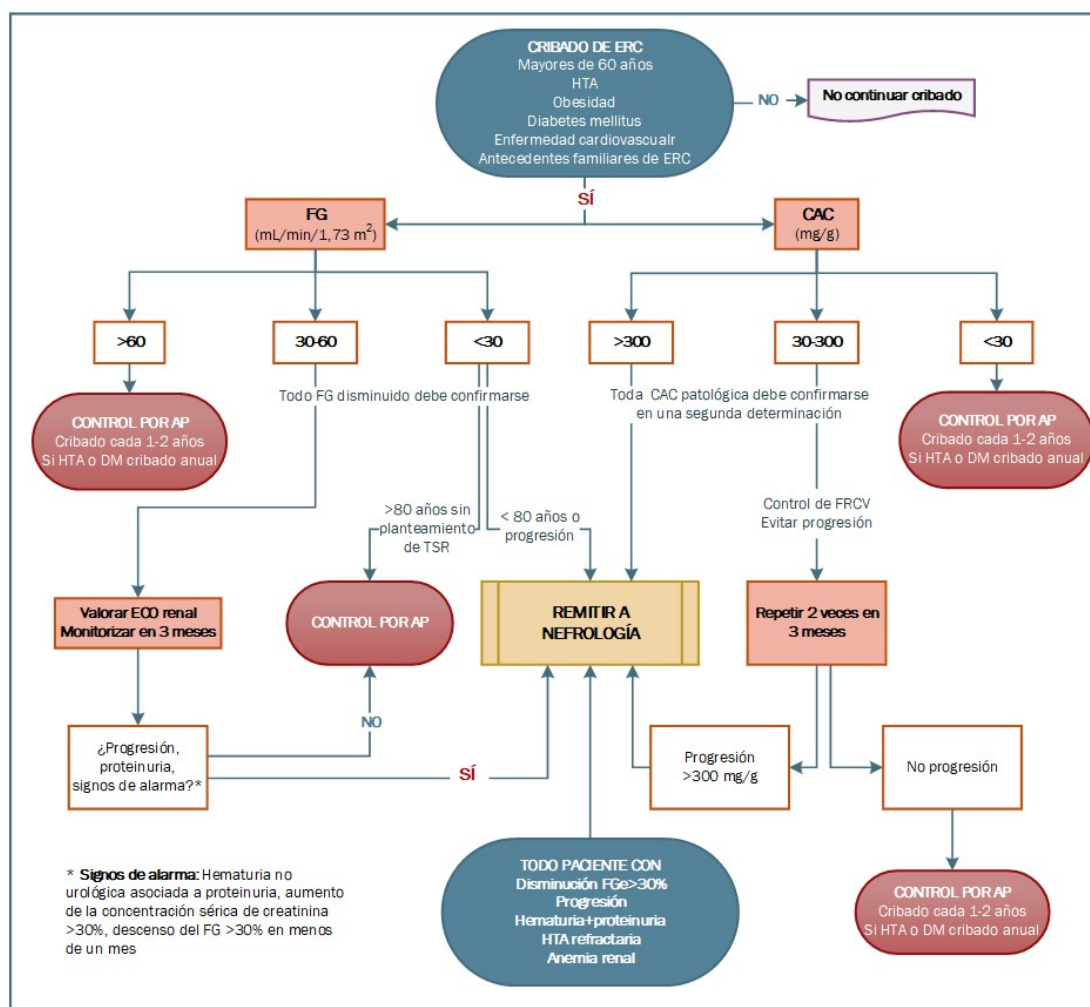 CRIBADO DE ERC
Mayores de 60 años
HTA
Obesidad
Diabetes mellitus
Enfermedad cardiovascualr
Antecedentes familiares de ERC
NO
No continuar cribado
SÍ
FG
(mL/min/1,73 m²)
CAC
(mg/g)
>60
30-60
<30
>300
30-300
<30
Todo FG disminuido debe confirmarse
Toda CAC patológica debe confirmarse
en una segunda determinación
CONTROL POR AP
Cribado cada 1-2 años
Si HTA o DM cribado anual
CONTROL POR AP
Cribado cada 1-2 años
Si HTA o DM cribado anual
>80 años sin
planteamiento
de TSR
< 80 años o
progresión
Control de FRCV
Evitar progresión
Valorar ECO renal
Monitorizar en 3 meses
CONTROL POR AP
REMITIR A
NEFROLOGÍA
Repetir 2 veces en
3 meses
NO
¿Progresión,
proteinuria,
signos de alarma?*
SÍ
Progresión
>300 mg/g
No progresión
* Signos de alarma: Hematuria no
urológica asociada a proteinuria, aumento
de la concentración sérica de creatinina
>30%, descenso del FG >30% en menos
de un mes
TODO PACIENTE CON
Disminución FGe>30%
Progresión
Hematuria+proteinuria
HTA refractaria
Anemia renal
CONTROL POR AP
Cribado cada 1-2 años
Si HTA o DM cribado anual